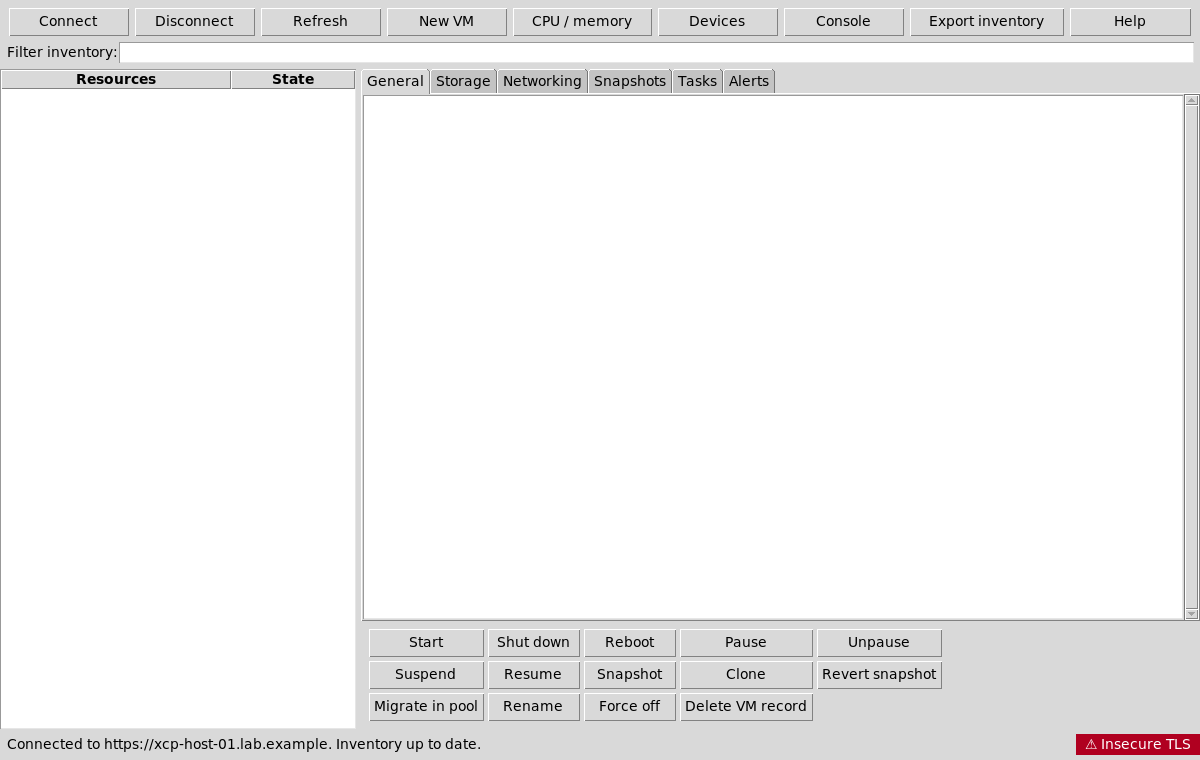 Connect Disconnect Refresh New VM CPU / memory Devices Console Export inventory Help
Filter inventory:
Resources State
General Storage Networking Snapshots Tasks Alerts
Start Shut down Reboot Pause Unpause
Suspend Resume Snapshot Clone Revert snapshot
Migrate in pool Rename Force off Delete VM record
Connected to https://xcp-host-01.lab.example. Inventory up to date. ⚠ Insecure TLS